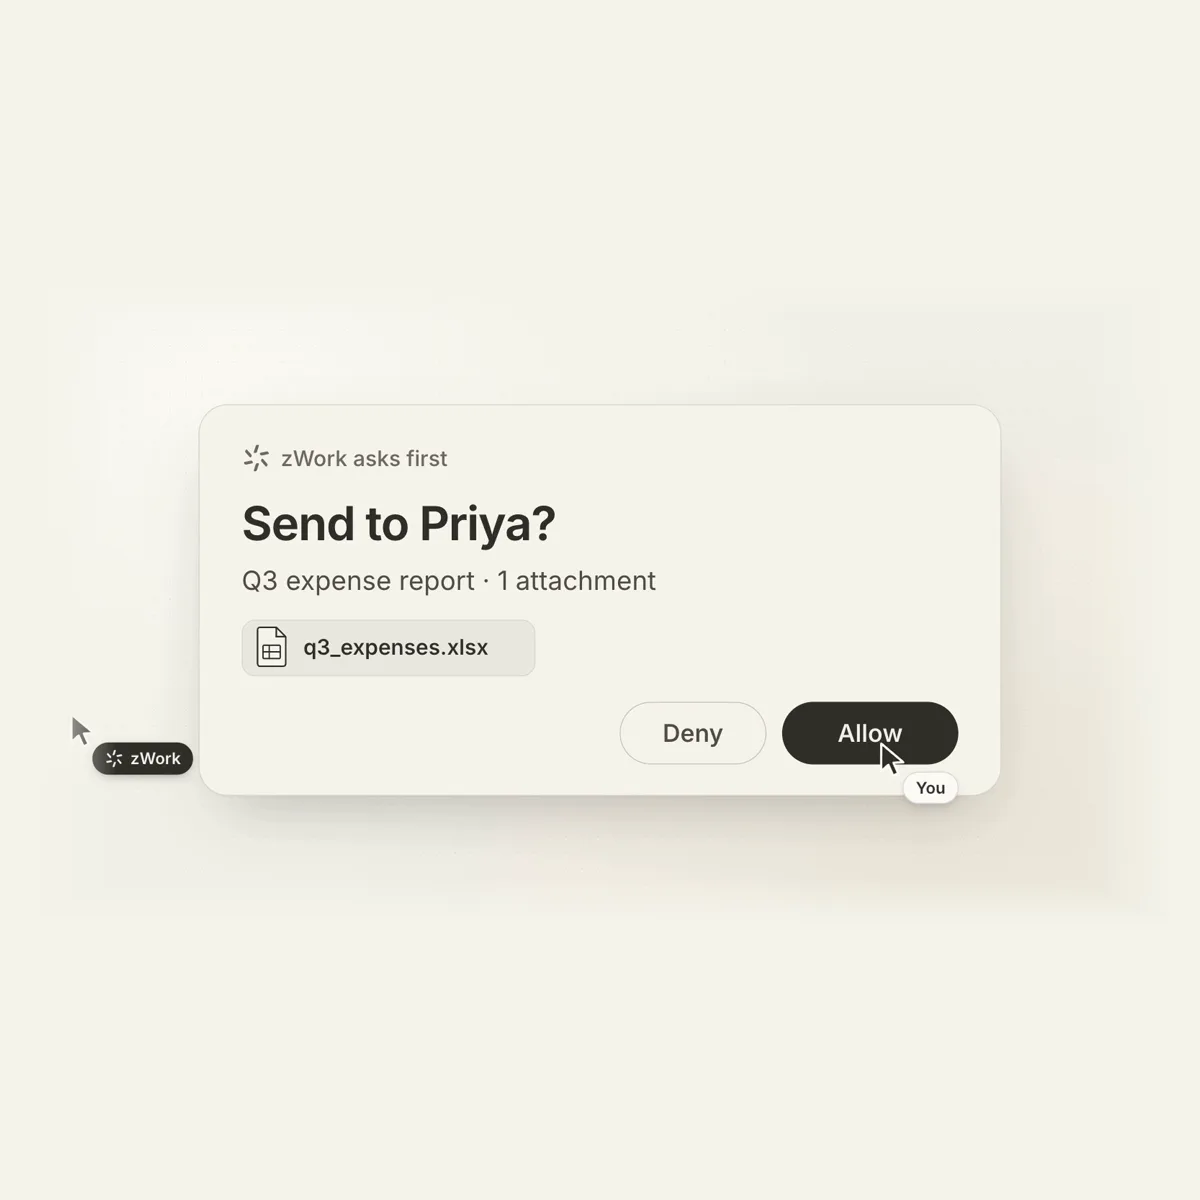 zWork asks first
Send to Priya?
Q3 expense report · 1 attachment
q3_expenses.xlsx
Deny
Allow
zWork
You